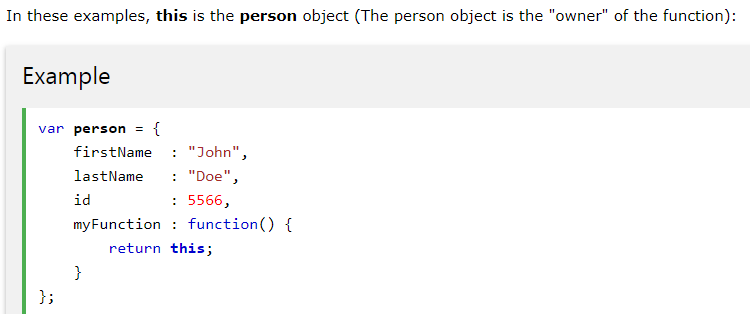 In these examples, this is the person object (The person object is the "owner" of the function):
Example
var person = {
    firstName  : "John",
    lastName   : "Doe",
    id         : 5566,
    myFunction : function() {
        return this;
    }
};